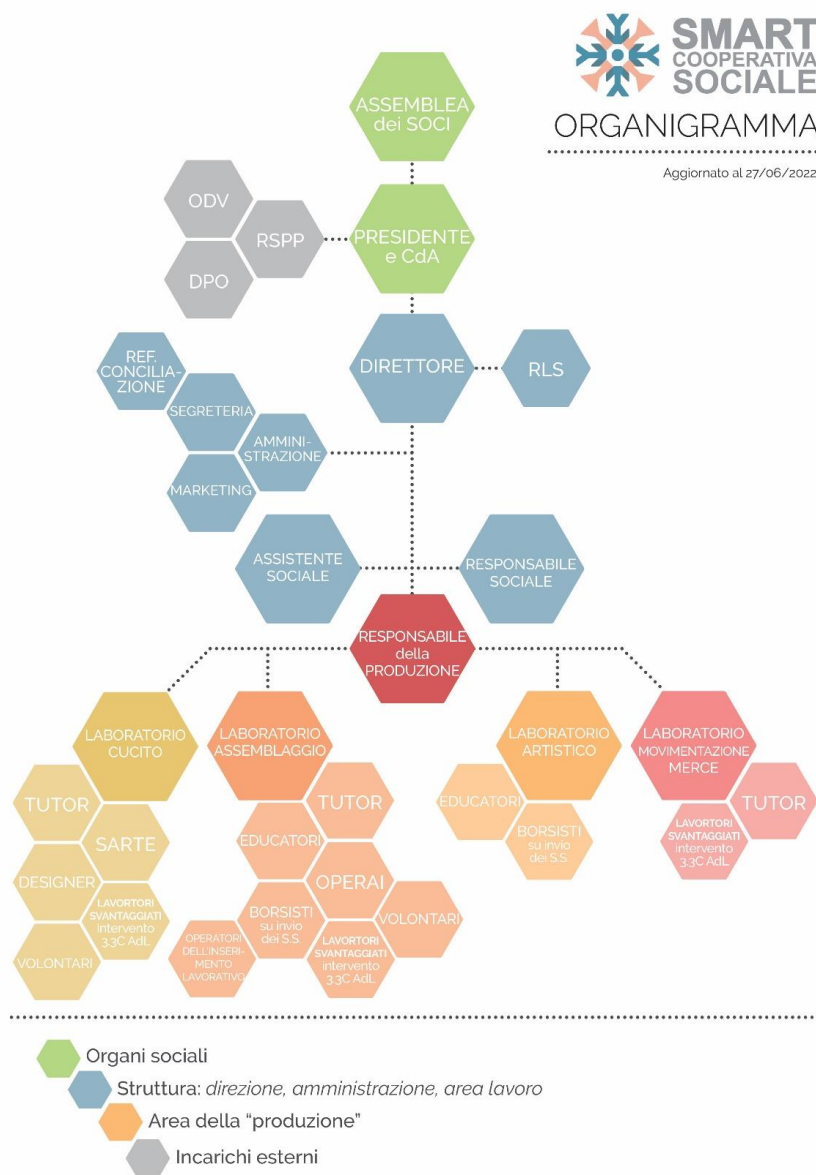 SMART
COOPERATIVA
SOCIALE
ORGANIGRAMMA
Aggiornato al 27/06/2022
ASSEMBLEA
dei SOCI
ODV
RSPP
DPO
PRESIDENTE
e CdA
DIRETTORE
RLS
REF.
CONCILIA-
ZIONE
SEGRETERIA
AMMINI-
STRAZIONE
MARKETING
ASSISTENTE
SOCIALE
RESPONSABILE
SOCIALE
RESPONSABILE
della
PRODUZIONE
LABORATORIO
CUCITO
TUTOR
SARTE
DESIGNER
LAVORTORI
SVANTAGGIATI
intervento
3.3C AdL
VOLONTARI
LABORATORIO
ASSEMBLAGGIO
TUTOR
EDUCATORI
OPERAI
BORSISTI
su invio
dei S.S.
VOLONTARI
OPERATORI
DELL'INSERI-
MENTO
LAVORATIVO
LAVORTORI
SVANTAGGIATI
intervento
3.3C AdL
LABORATORIO
ARTISTICO
EDUCATORI
BORSISTI
su invio
dei S.S.
LABORATORIO
MOVIMENTAZIONE
MERCE
TUTOR
LAVORTORI
SVANTAGGIATI
intervento
3.3C AdL
Organi sociali
Struttura: direzione, amministrazione, area lavoro
Area della "produzione"
Incarichi esterni